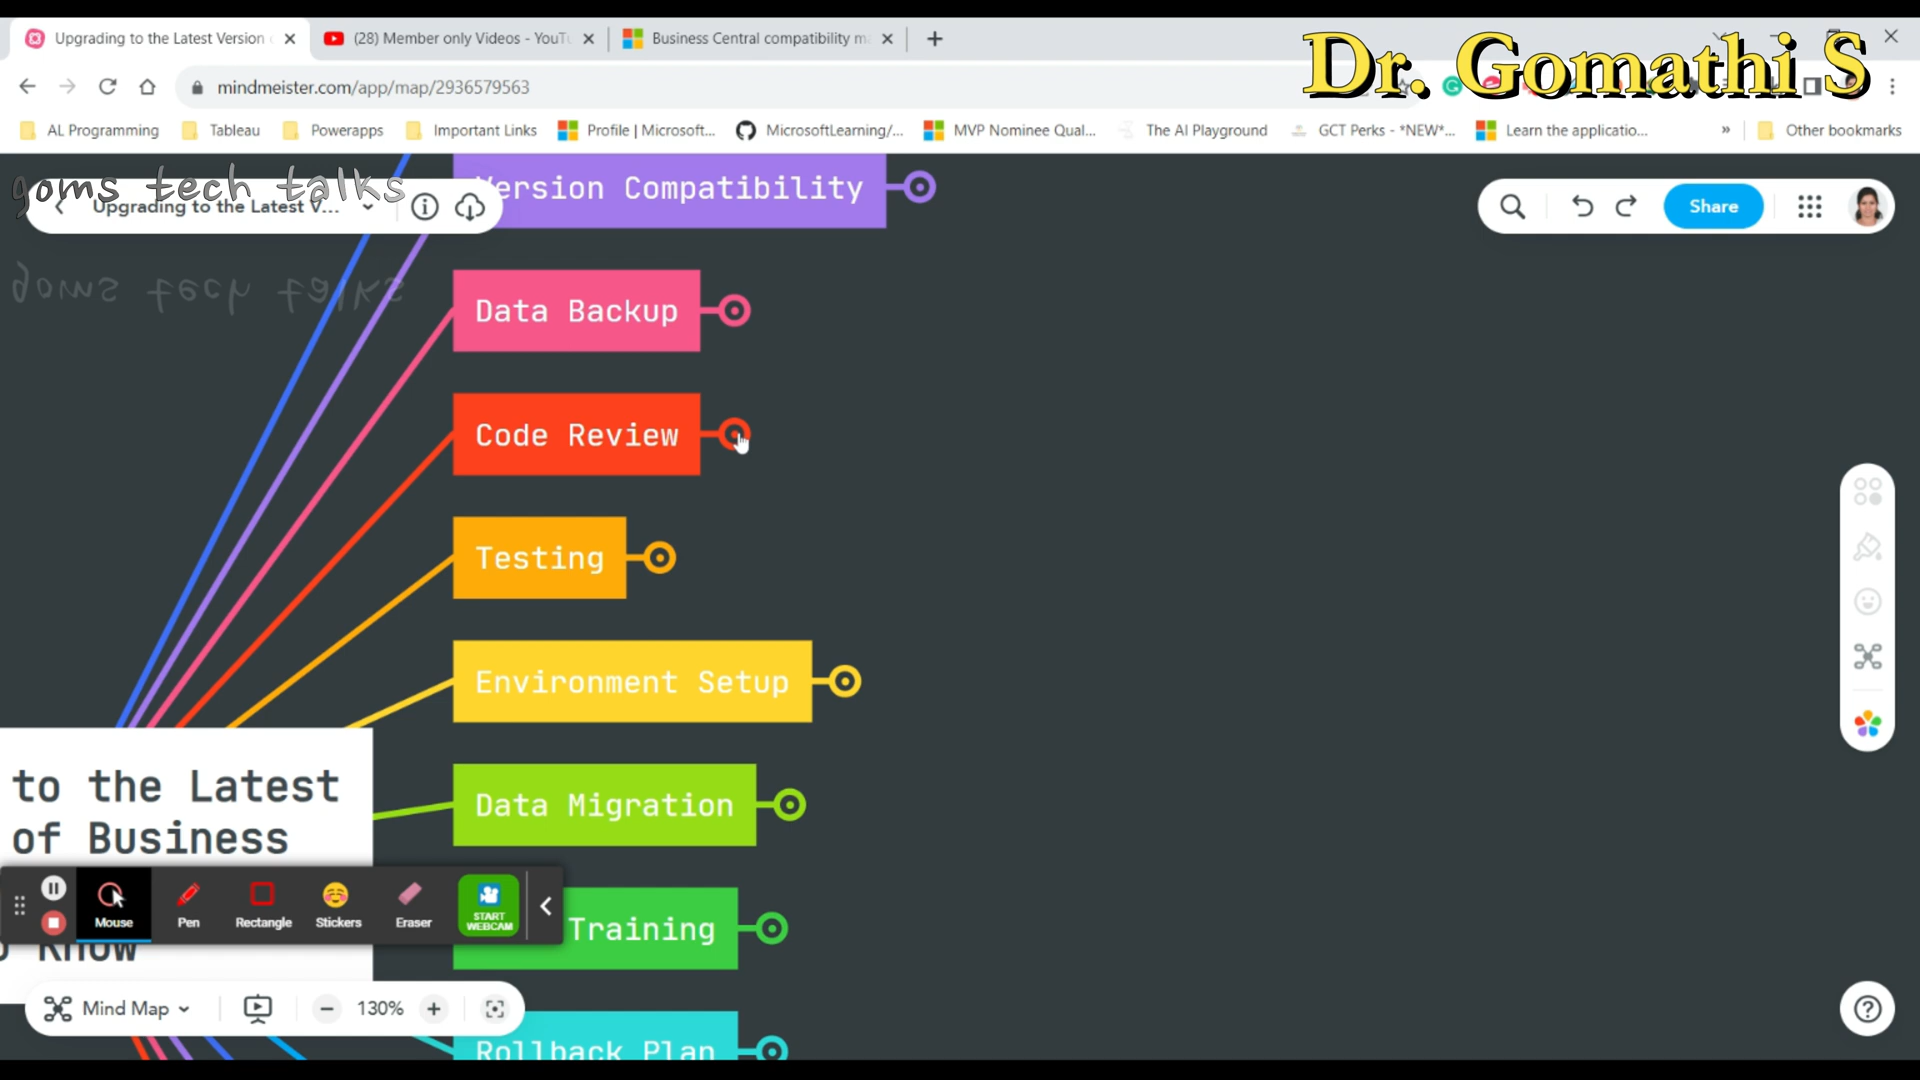 Upgrading to the Latest Version
(28) Member only Videos - YouTu
Business Central compatibility m
Dr. Gomathi S
mindmeister.com/app/map/2936579563
AL Programming
Tableau
Powerapps
Important Links
Profile | Microsoft...
MicrosoftLearning/...
MVP Nominee Qual...
The AI Playground
GCT Perks - *NEW*...
Learn the applicatio...
»
Other bookmarks
goms tech talks
Upgrading to the Latest V...
Version Compatibility
Share
goms tech talks
Data Backup
Code Review
Testing
Environment Setup
to the Latest
of Business
Data Migration
Mouse
Pen
Rectangle
Stickers
Eraser
START
WEBCAM
Training
Know
Mind Map
130%
Rollback Plan